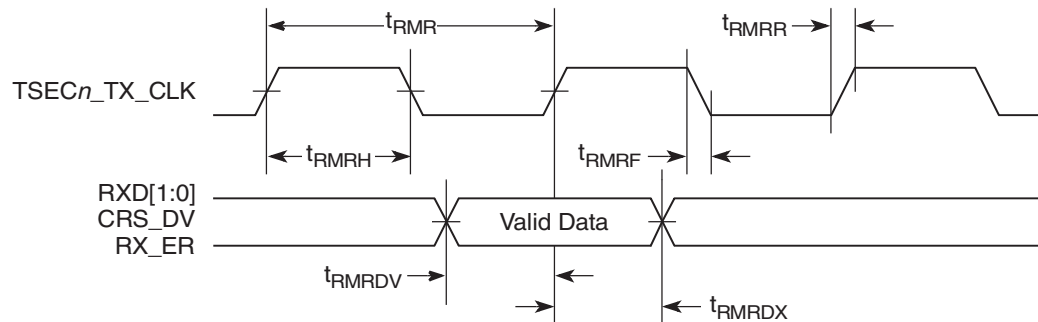 tRMR
tRMRR
TSECn_TX_CLK
tRMRH
tRMRF
RXD[1:0]
CRS_DV
Valid Data
RX_ER
tRMRDV
tRMRDX